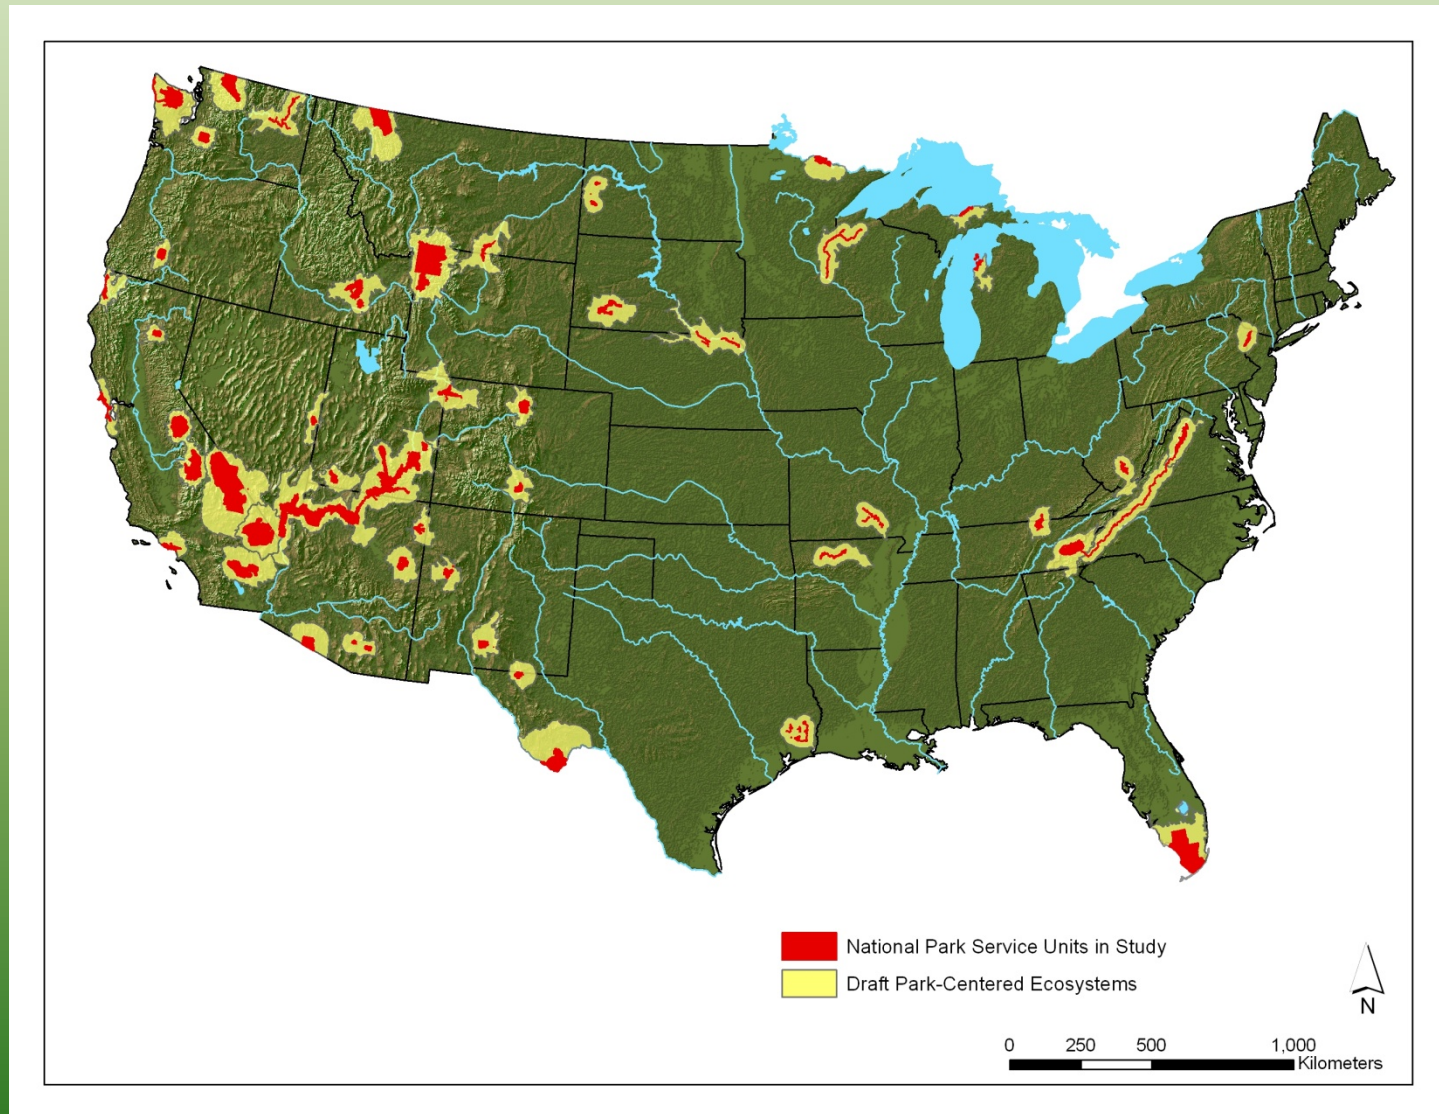 National Park Service Units in Study
Draft Park-Centered Ecosystems
N
0 250 500 1,000
Kilometers